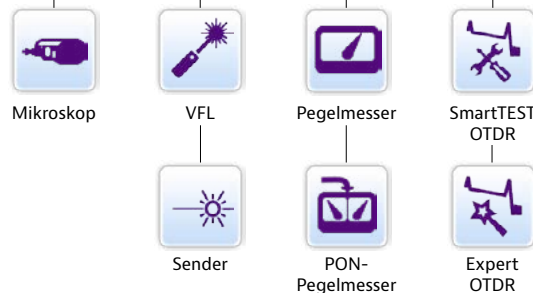 Mikroskop
VFL
Pegelmesser
SmartTEST
OTDR
Sender
PON-
Pegelmesser
Expert
OTDR